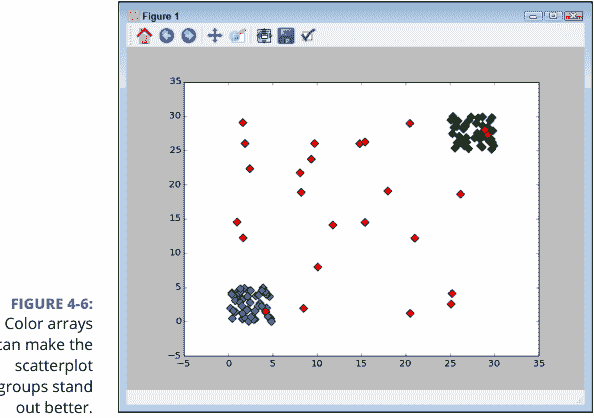 Figure 1
35
30
25
20
15
10
5
0
−5
−5 0 5 10 15 20 25 30 35
FIGURE 4-6:
Color arrays
can make the
scatterplot
groups stand
out better.